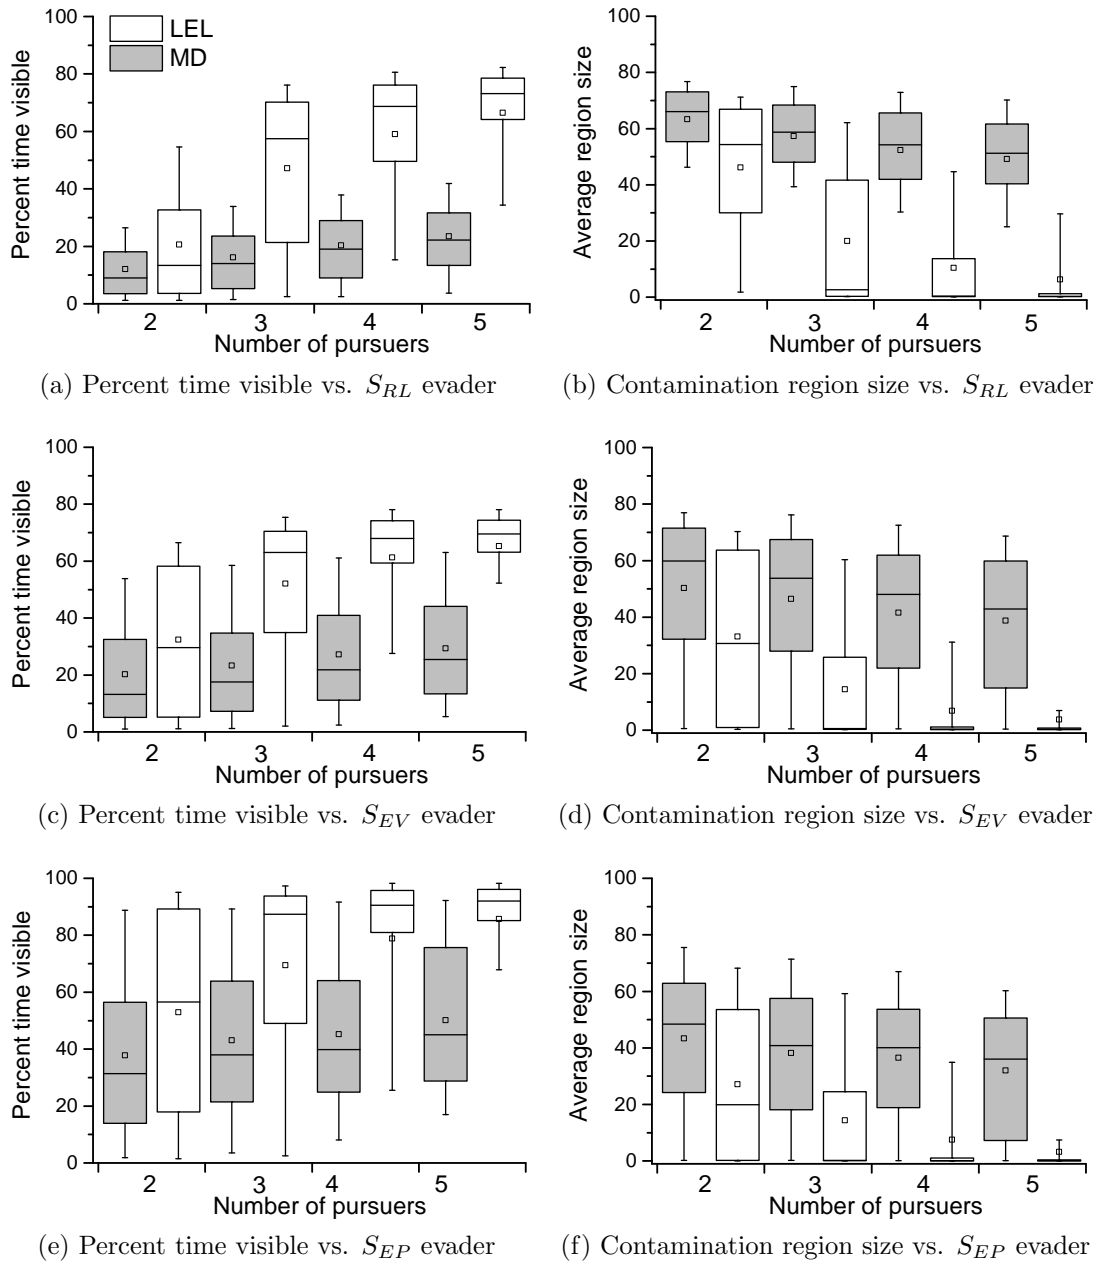 100
80
60
40
20
0
Percent time visible
LEL
MD
2 3 4 5
Number of pursuers
(a) Percent time visible vs. S_RL evader
100
80
60
40
20
0
Average region size
2 3 4 5
Number of pursuers
(b) Contamination region size vs. S_RL evader
100
80
60
40
20
0
Percent time visible
2 3 4 5
Number of pursuers
(c) Percent time visible vs. S_EV evader
100
80
60
40
20
0
Average region size
2 3 4 5
Number of pursuers
(d) Contamination region size vs. S_EV evader
100
80
60
40
20
0
Percent time visible
2 3 4 5
Number of pursuers
(e) Percent time visible vs. S_EP evader
100
80
60
40
20
0
Average region size
2 3 4 5
Number of pursuers
(f) Contamination region size vs. S_EP evader